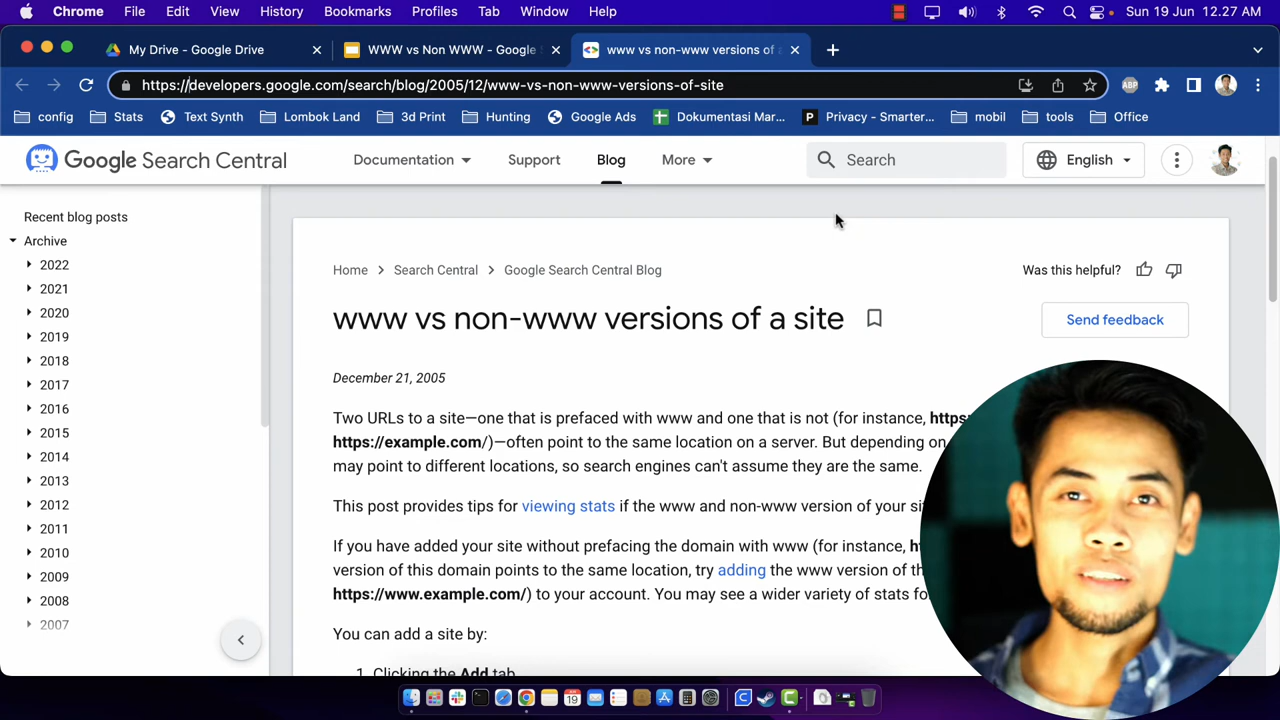 Chrome File Edit View History Bookmarks Profiles Tab Window Help Sun 19 Jun 12.27 AM
My Drive - Google Drive WWW vs Non WWW - Google www vs non-www versions of
https://developers.google.com/search/blog/2005/12/www-vs-non-www-versions-of-site ABP
config Stats Text Synth Lombok Land 3d Print Hunting Google Ads Dokumentasi Mar... Privacy - Smarter... mobil tools Office
Google Search Central Documentation Support Blog More Search English
Recent blog posts
Archive
2022
2021
2020
2019
2018
2017
2016
2015
2014
2013
2012
2011
2010
2009
2008
2007
Home Search Central Google Search Central Blog Was this helpful?
www vs non-www versions of a site Send feedback
December 21, 2005
Two URLs to a site—one that is prefaced with www and one that is not (for instance,
https://example.com/)—often point to the same location on a server. But depending on
may point to different locations, so search engines can't assume they are the same.
This post provides tips for viewing stats if the www and non-www version of your
If you have added your site without prefacing the domain with www (for instance,
version of this domain points to the same location, try adding the www version of
https://www.example.com/) to your account. You may see a wider variety of stats
You can add a site by:
1. Clicking the Add tab
19